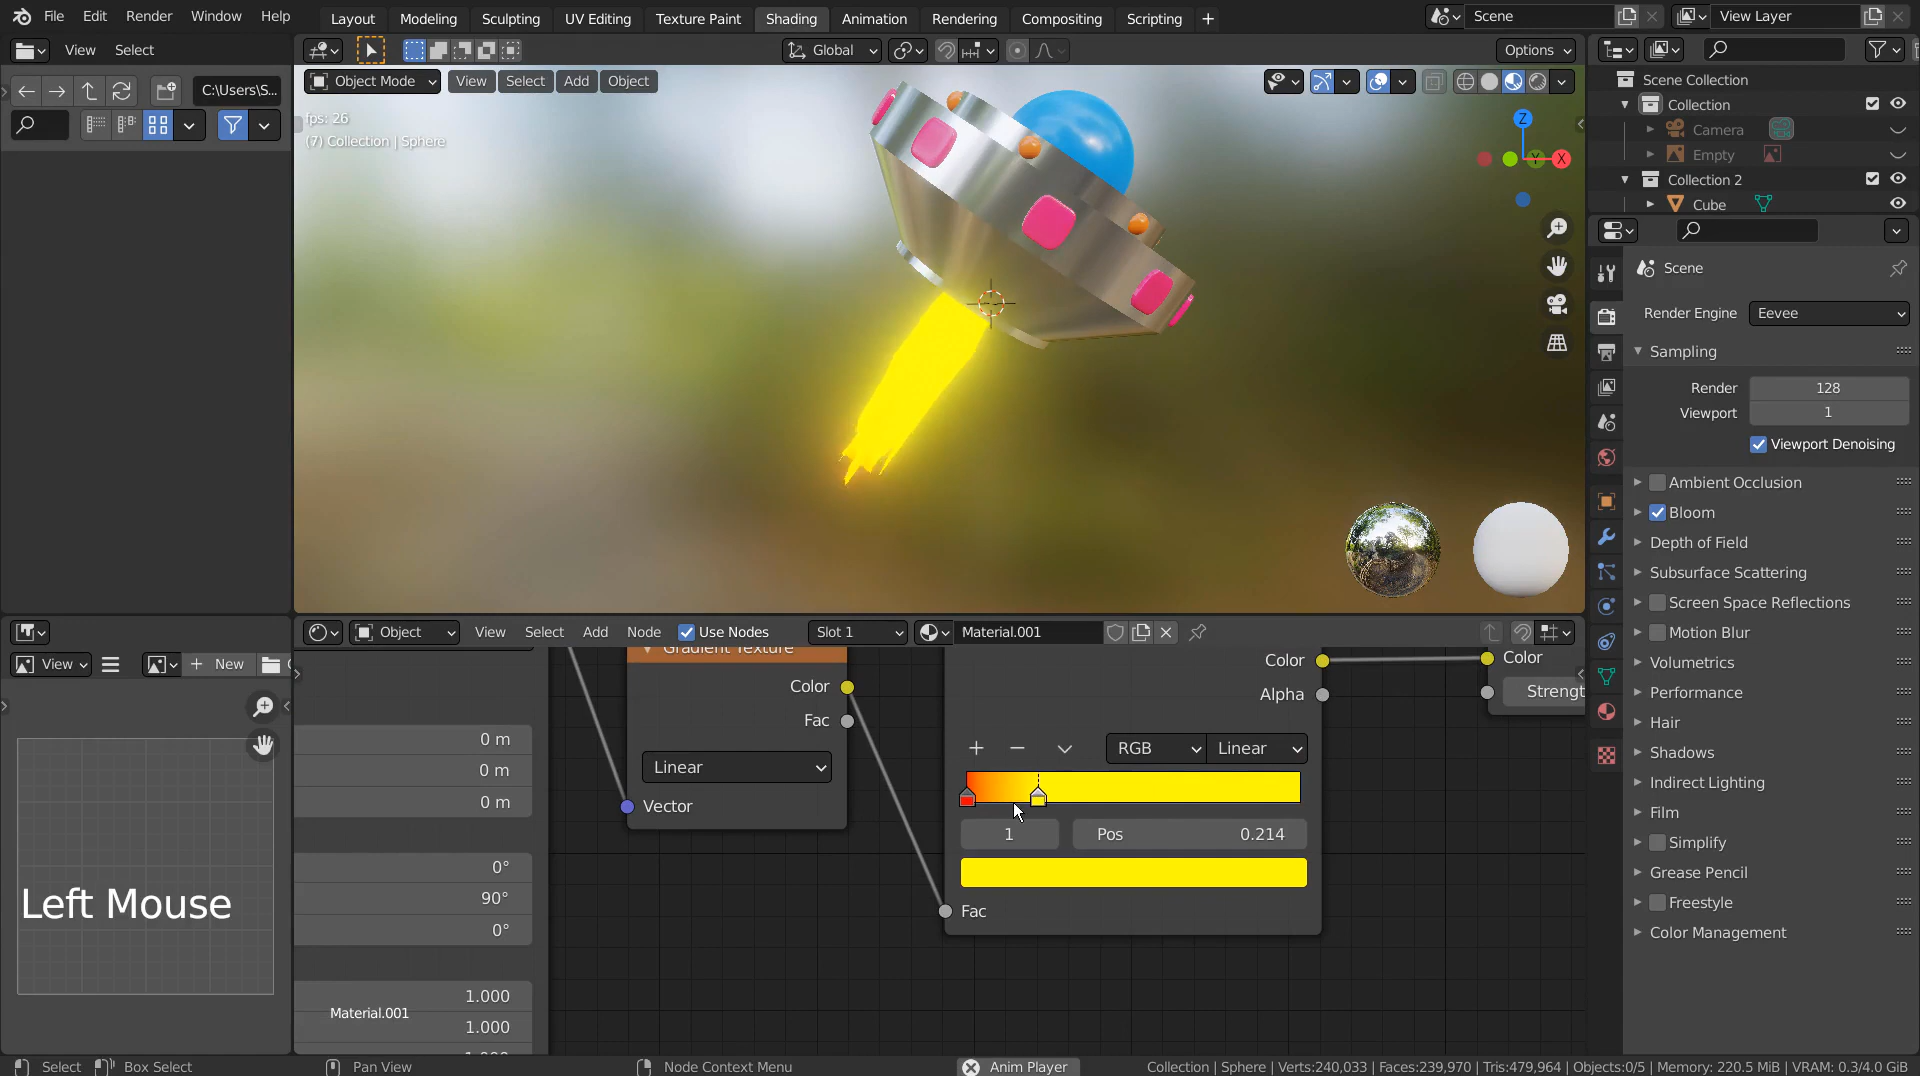 File Edit Render Window Help Layout Modeling Sculpting UV Editing Texture Paint Shading Animation Rendering Compositing Scripting + Scene View Layer
View Select Global Options
C:\Users\S... Object Mode View Select Add Object
fps: 26
(7) Collection | Sphere
Z
Y X
Scene Collection
Collection
Camera
Empty
Collection 2
Cube
Scene
Render Engine Eevee
Sampling
Render 128
Viewport 1
Viewport Denoising
Ambient Occlusion
Bloom
Depth of Field
Subsurface Scattering
Screen Space Reflections
Motion Blur
Volumetrics
Performance
Hair
Shadows
Indirect Lighting
Film
Simplify
Grease Pencil
Freestyle
Color Management
Object View Select Add Node Use Nodes Slot 1 Material.001
View + New
Gradient Texture
Color
Fac
Linear
Vector
Color
Alpha
RGB Linear
1 Pos 0.214
Fac
Color
Strengt
0 m
0 m
0 m
0°
90°
0°
1.000
1.000
1.000
Material.001
Left Mouse
Select Box Select Pan View Node Context Menu Anim Player Collection | Sphere | Verts:240,033 | Faces:239,970 | Tris:479,964 | Objects:0/5 | Memory: 220.5 MiB | VRAM: 0.3/4.0 GiB